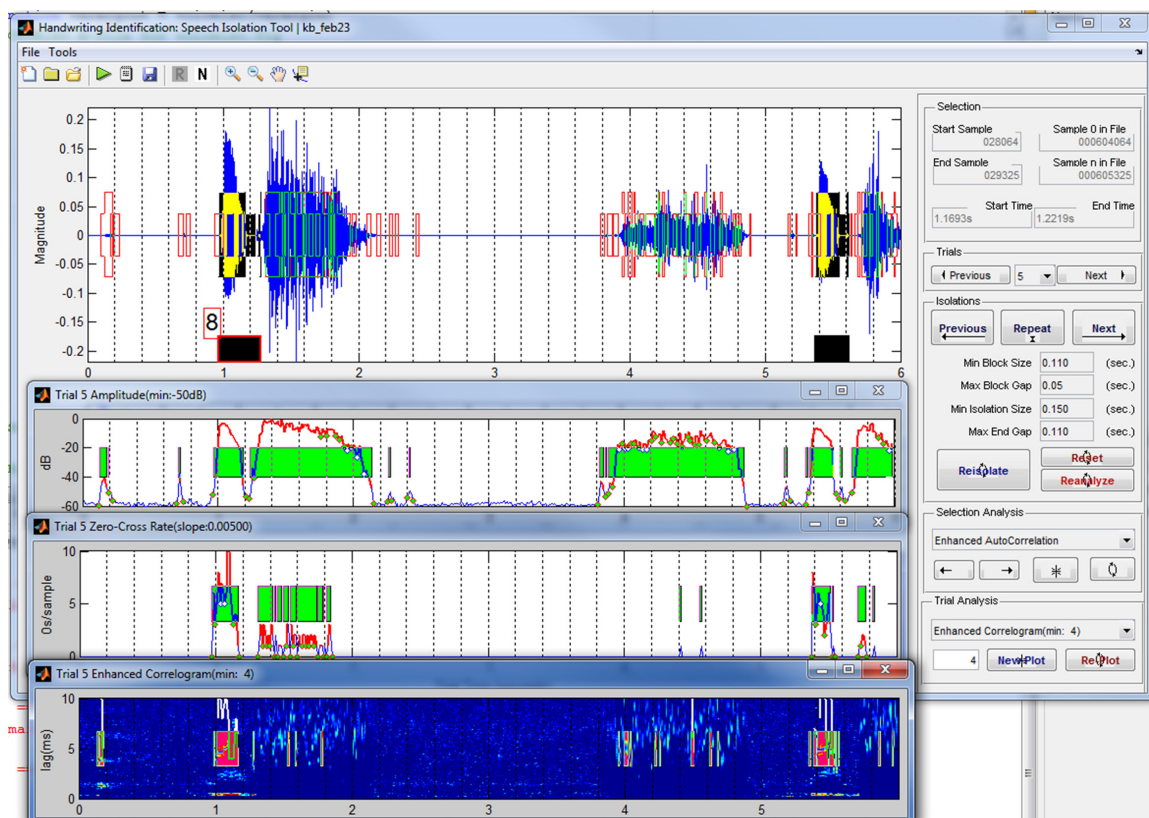 Handwriting Identification: Speech Isolation Tool | kb_feb23
File Tools
R N
Magnitude
0.2
0.15
0.1
0.05
0
-0.05
-0.1
-0.15
-0.2
8
0 1 2 3 4 5 6
Selection
Start Sample Sample 0 in File
028064 000604064
End Sample Sample n in File
029325 000605325
Start Time End Time
1.1693s 1.2219s
Trials
Previous 5 Next
Isolations
Previous Repeat Next
Min Block Size 0.110 (sec.)
Max Block Gap 0.05 (sec.)
Min Isolation Size 0.150 (sec.)
Max End Gap 0.110 (sec.)
Reisolate Reset
Reanalyze
Selection Analysis
Enhanced AutoCorrelation
Trial Analysis
Enhanced Correlogram(min: 4)
4 New Plot RePlot
Trial 5 Amplitude(min:-50dB)
dB
0
-20
-40
-60
Trial 5 Zero-Cross Rate(slope:0.00500)
0s/sample
10
5
0
Trial 5 Enhanced Correlogram(min: 4)
lag(ms)
10
5
0
0 1 2 3 4 5